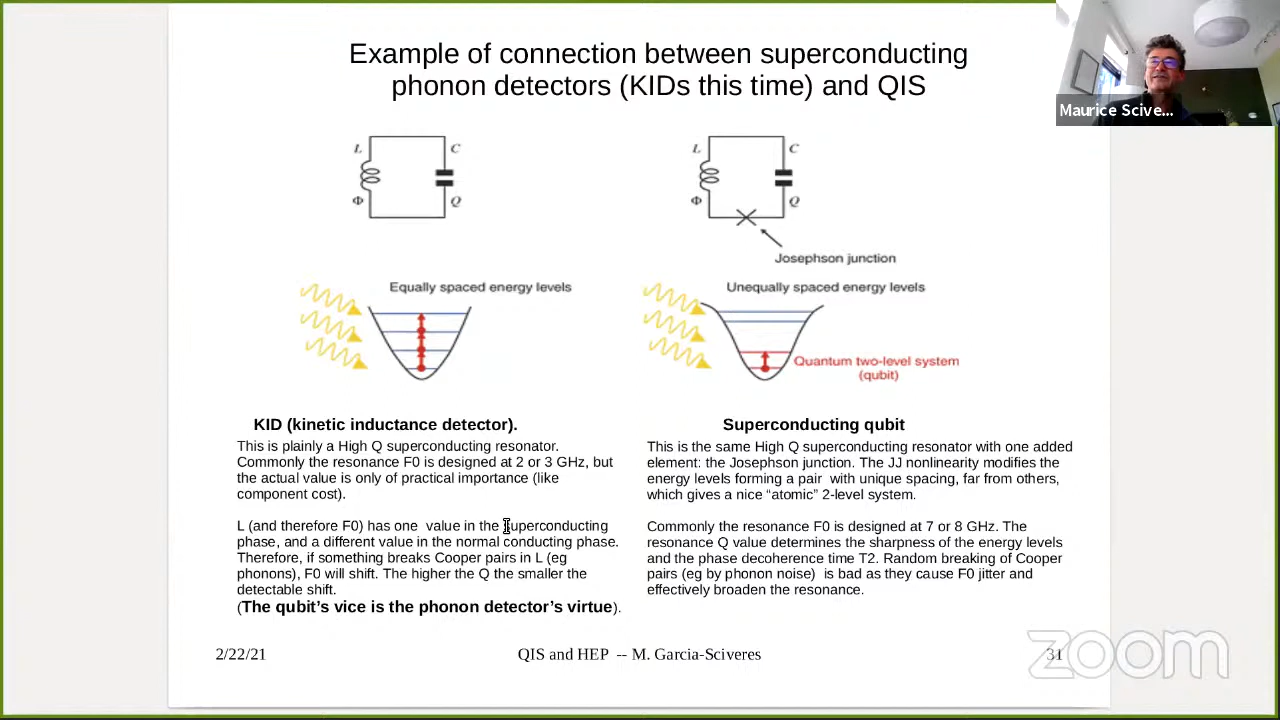 Example of connection between superconducting
phonon detectors (KIDs this time) and QIS
Maurice Scive...
L
C
Φ
Q
L
C
Φ
Q
Josephson junction
Equally spaced energy levels
Unequally spaced energy levels
Quantum two-level system
(qubit)
KID (kinetic inductance detector).
This is plainly a High Q superconducting resonator.
Commonly the resonance F0 is designed at 2 or 3 GHz, but
the actual value is only of practical importance (like
component cost).
L (and therefore F0) has one value in the superconducting
phase, and a different value in the normal conducting phase.
Therefore, if something breaks Cooper pairs in L (eg
phonons), F0 will shift. The higher the Q the smaller the
detectable shift.
(The qubit's vice is the phonon detector's virtue).
Superconducting qubit
This is the same High Q superconducting resonator with one added
element: the Josephson junction. The JJ nonlinearity modifies the
energy levels forming a pair with unique spacing, far from others,
which gives a nice “atomic” 2-level system.
Commonly the resonance F0 is designed at 7 or 8 GHz. The
resonance Q value determines the sharpness of the energy levels
and the phase decoherence time T2. Random breaking of Cooper
pairs (eg by phonon noise) is bad as they cause F0 jitter and
effectively broaden the resonance.
2/22/21
QIS and HEP -- M. Garcia-Sciveres
31
zoom